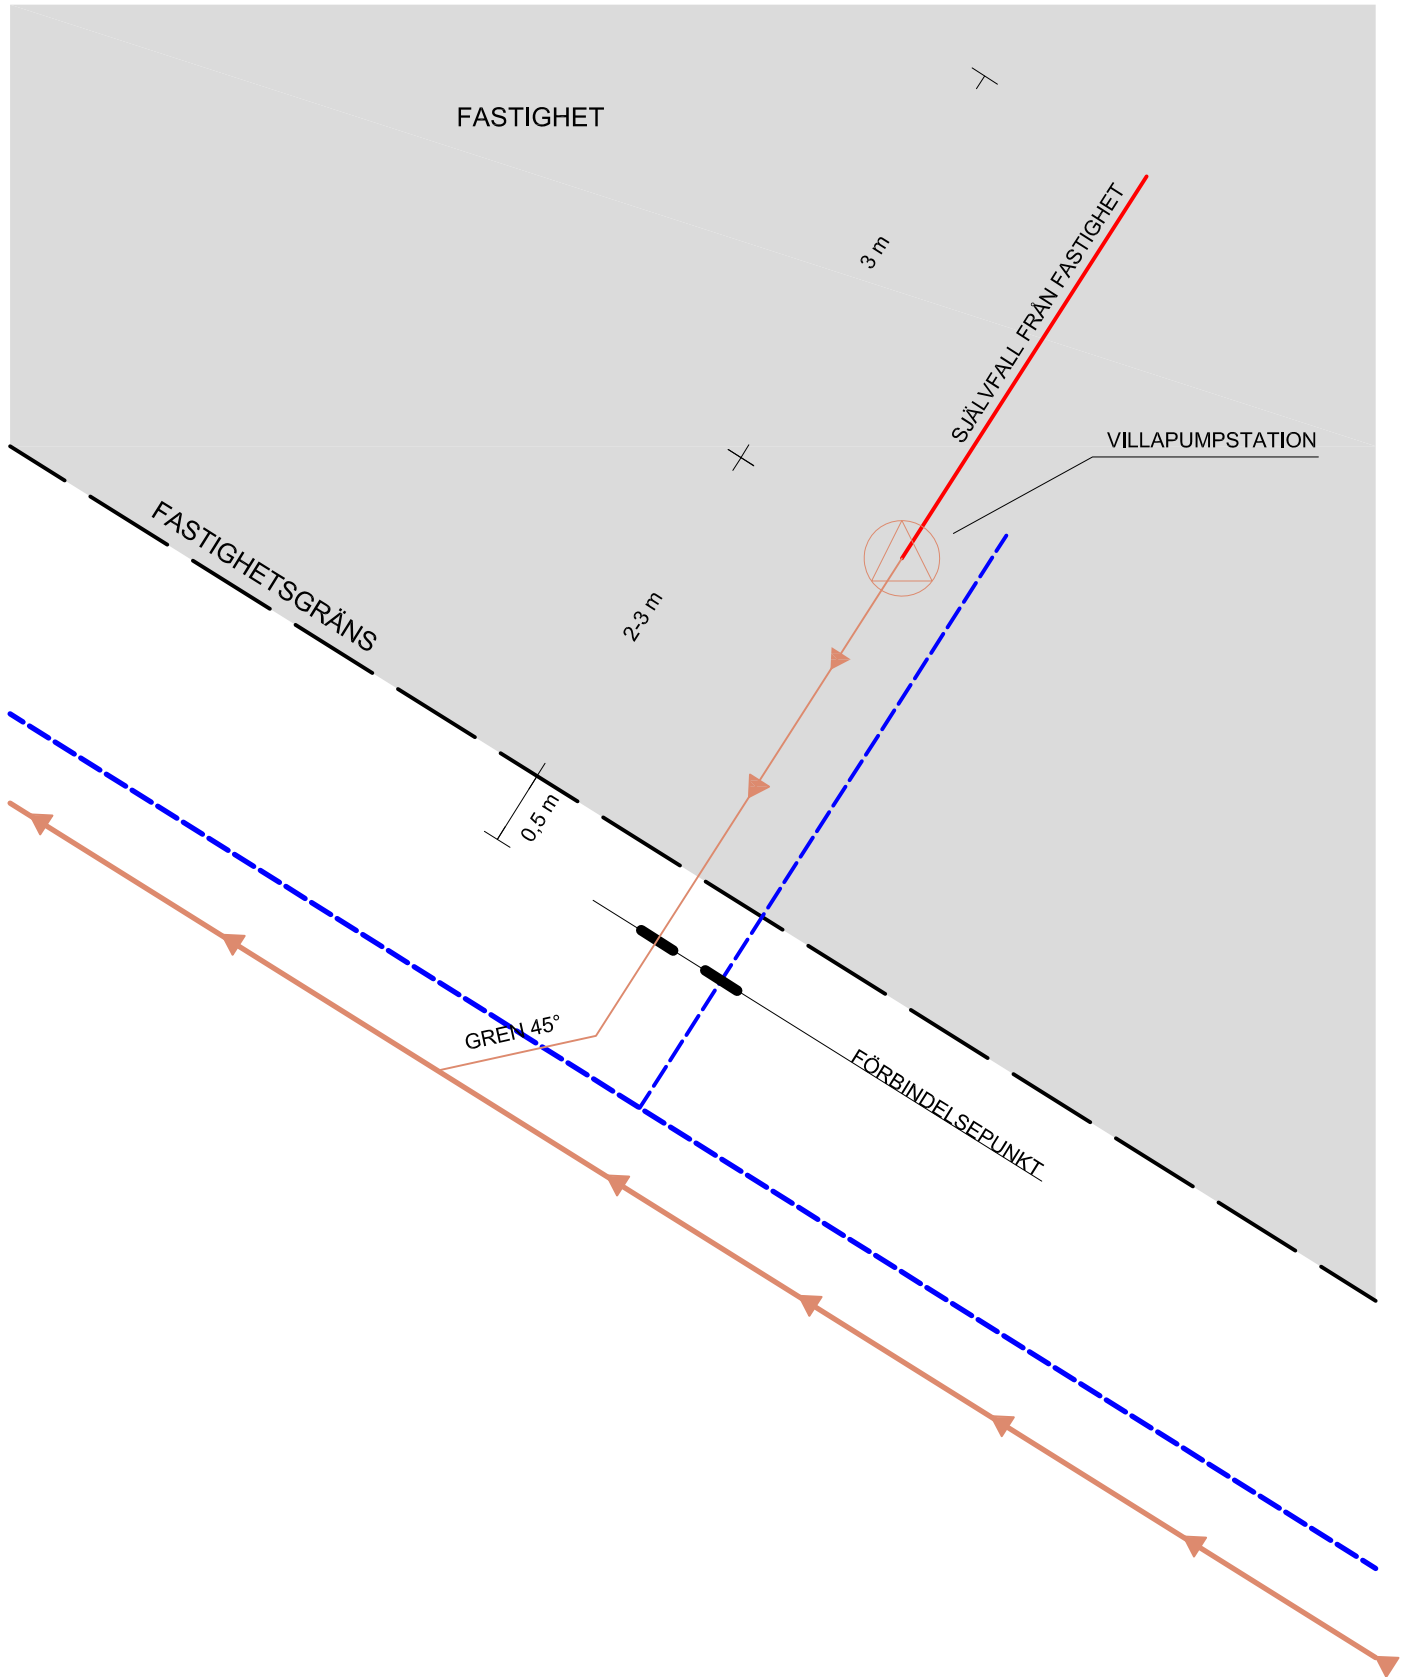 FASTIGHET
3 m
SJÄLVFALL FRÅN FASTIGHET
VILLAPUMPSTATION
FASTIGHETSGRÄNS
2-3 m
0,5 m
GREN 45°
FÖRBINDELSEPUNKT